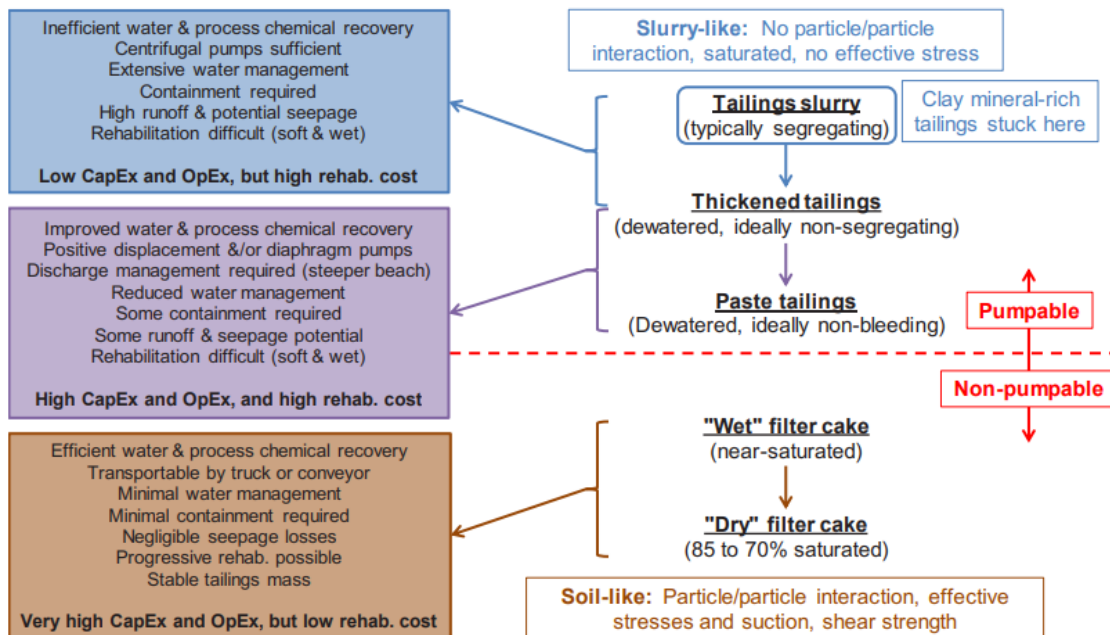 Inefficient water & process chemical recovery
Centrifugal pumps sufficient
Extensive water management
Containment required
High runoff & potential seepage
Rehabilitation difficult (soft & wet)
Low CapEx and OpEx, but high rehab. cost
Improved water & process chemical recovery
Positive displacement &/or diaphragm pumps
Discharge management required (steeper beach)
Reduced water management
Some containment required
Some runoff & seepage potential
Rehabilitation difficult (soft & wet)
High CapEx and OpEx, and high rehab. cost
Efficient water & process chemical recovery
Transportable by truck or conveyor
Minimal water management
Minimal containment required
Negligible seepage losses
Progressive rehab. possible
Stable tailings mass
Very high CapEx and OpEx, but low rehab. cost
Slurry-like: No particle/particle
interaction, saturated, no effective stress
Tailings slurry
(typically segregating)
Clay mineral-rich
tailings stuck here
Thickened tailings
(dewatered, ideally non-segregating)
Paste tailings
(Dewatered, ideally non-bleeding)
Pumpable
Non-pumpable
"Wet" filter cake
(near-saturated)
"Dry" filter cake
(85 to 70% saturated)
Soil-like: Particle/particle interaction, effective
stresses and suction, shear strength